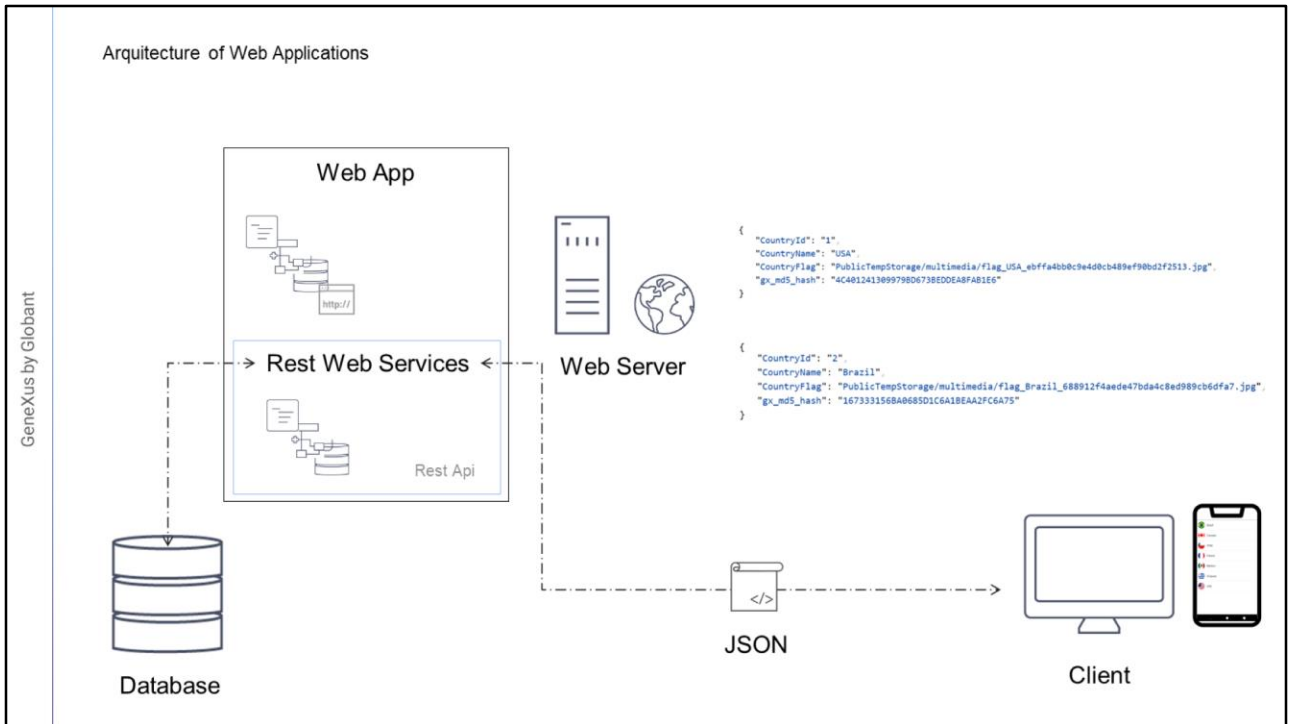 Arquitecture of Web Applications
GeneXus by Globant
Web App
http://
Rest Web Services
Rest Api
Web Server
{
"CountryId": "1",
"CountryName": "USA",
"CountryFlag": "PublicTempStorage/multimedia/flag_USA_ebffa4bb0c9e4d0cb489ef90bd2f2513.jpg",
"gx_md5_hash": "4C401241309979BD673BEDDEA8FAB1E6"
}
{
"CountryId": "2",
"CountryName": "Brazil",
"CountryFlag": "PublicTempStorage/multimedia/flag_Brazil_688912f4aede47bda4c8ed989cb6dfa7.jpg",
"gx_md5_hash": "167333156BA0685D1C6A1BEAA2FC6A75"
}
Database
</>
JSON
Client